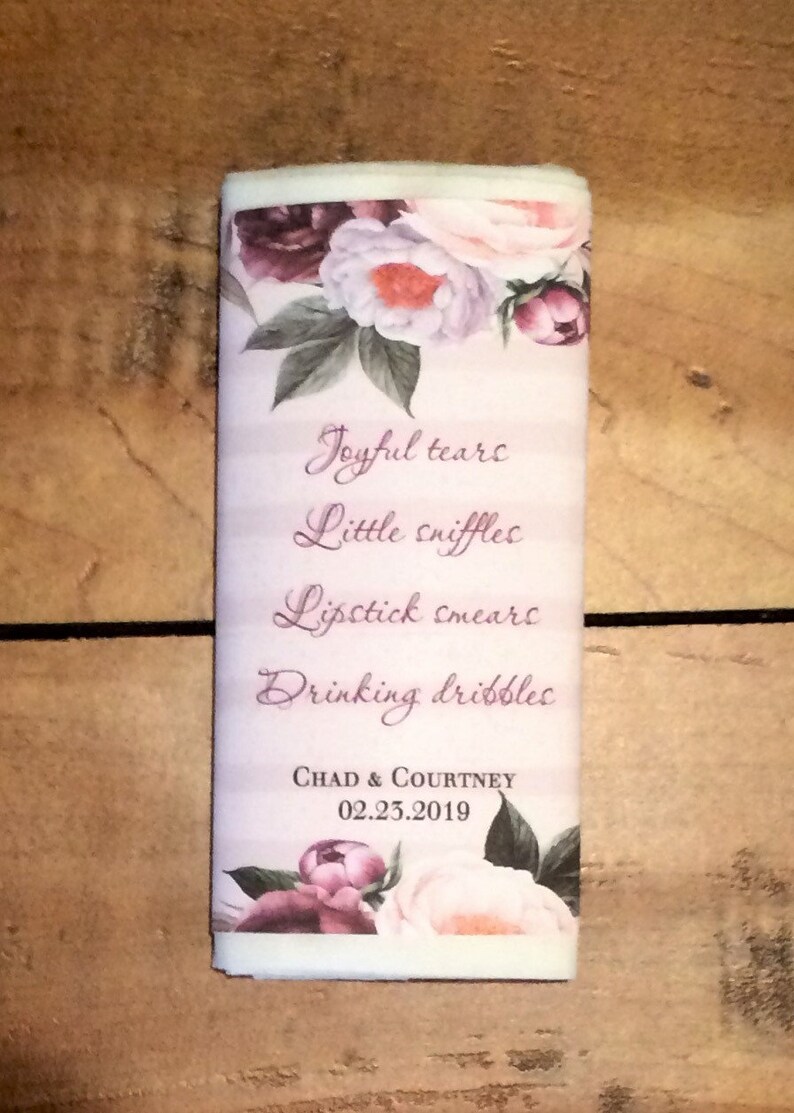 Joyful tears
Little sniffles
Lipstick smears
Drinking dribbles
Chad & Courtney
02.23.2019